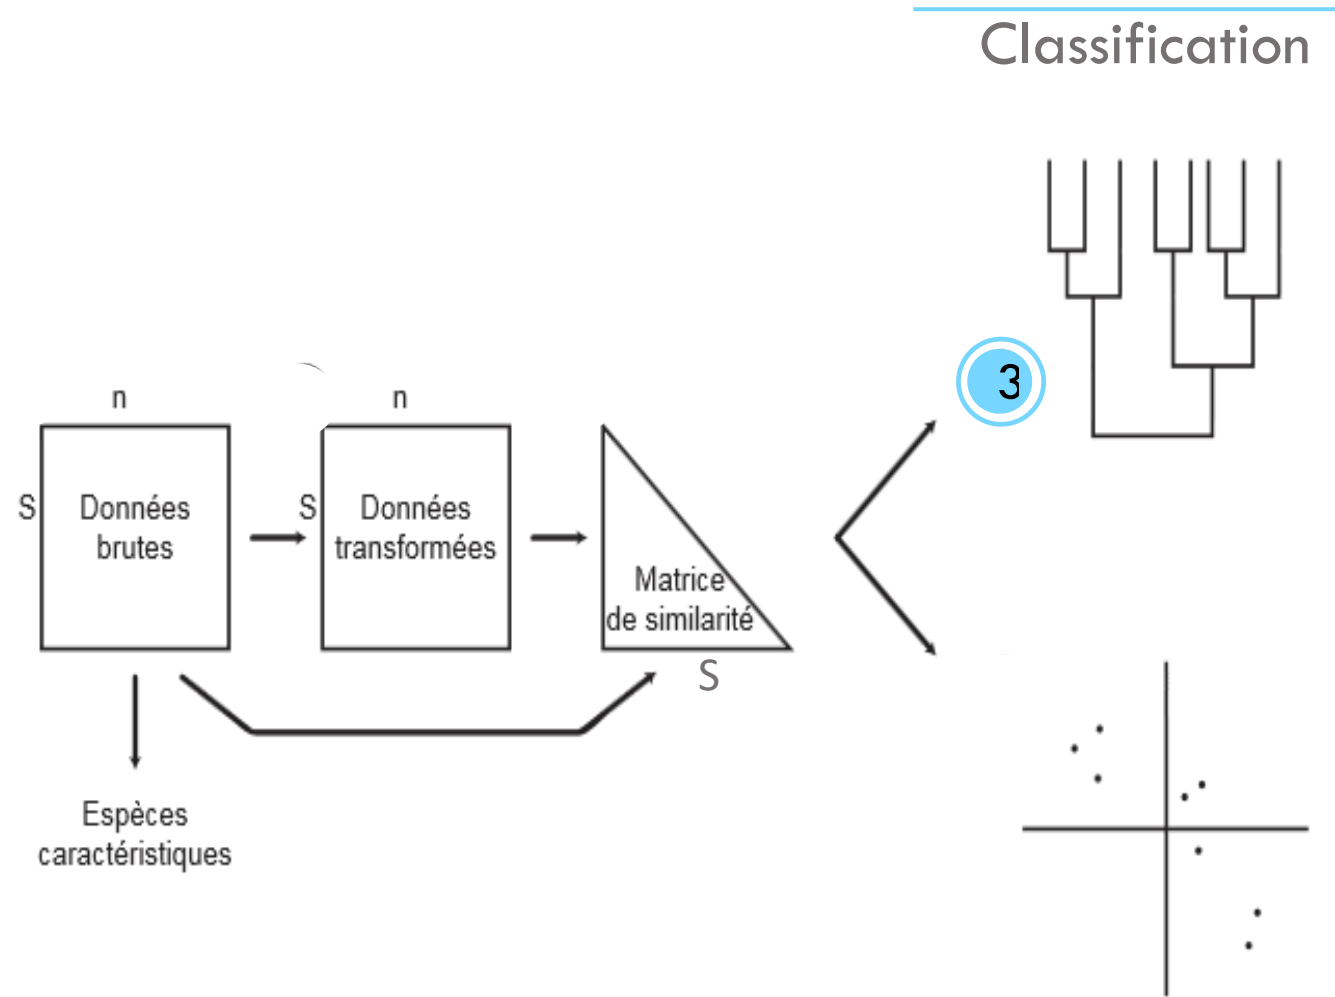 Classification
3
n
n
S
Données
brutes
S
Données
transformées
Matrice
de similarité
S
Espèces
caractéristiques